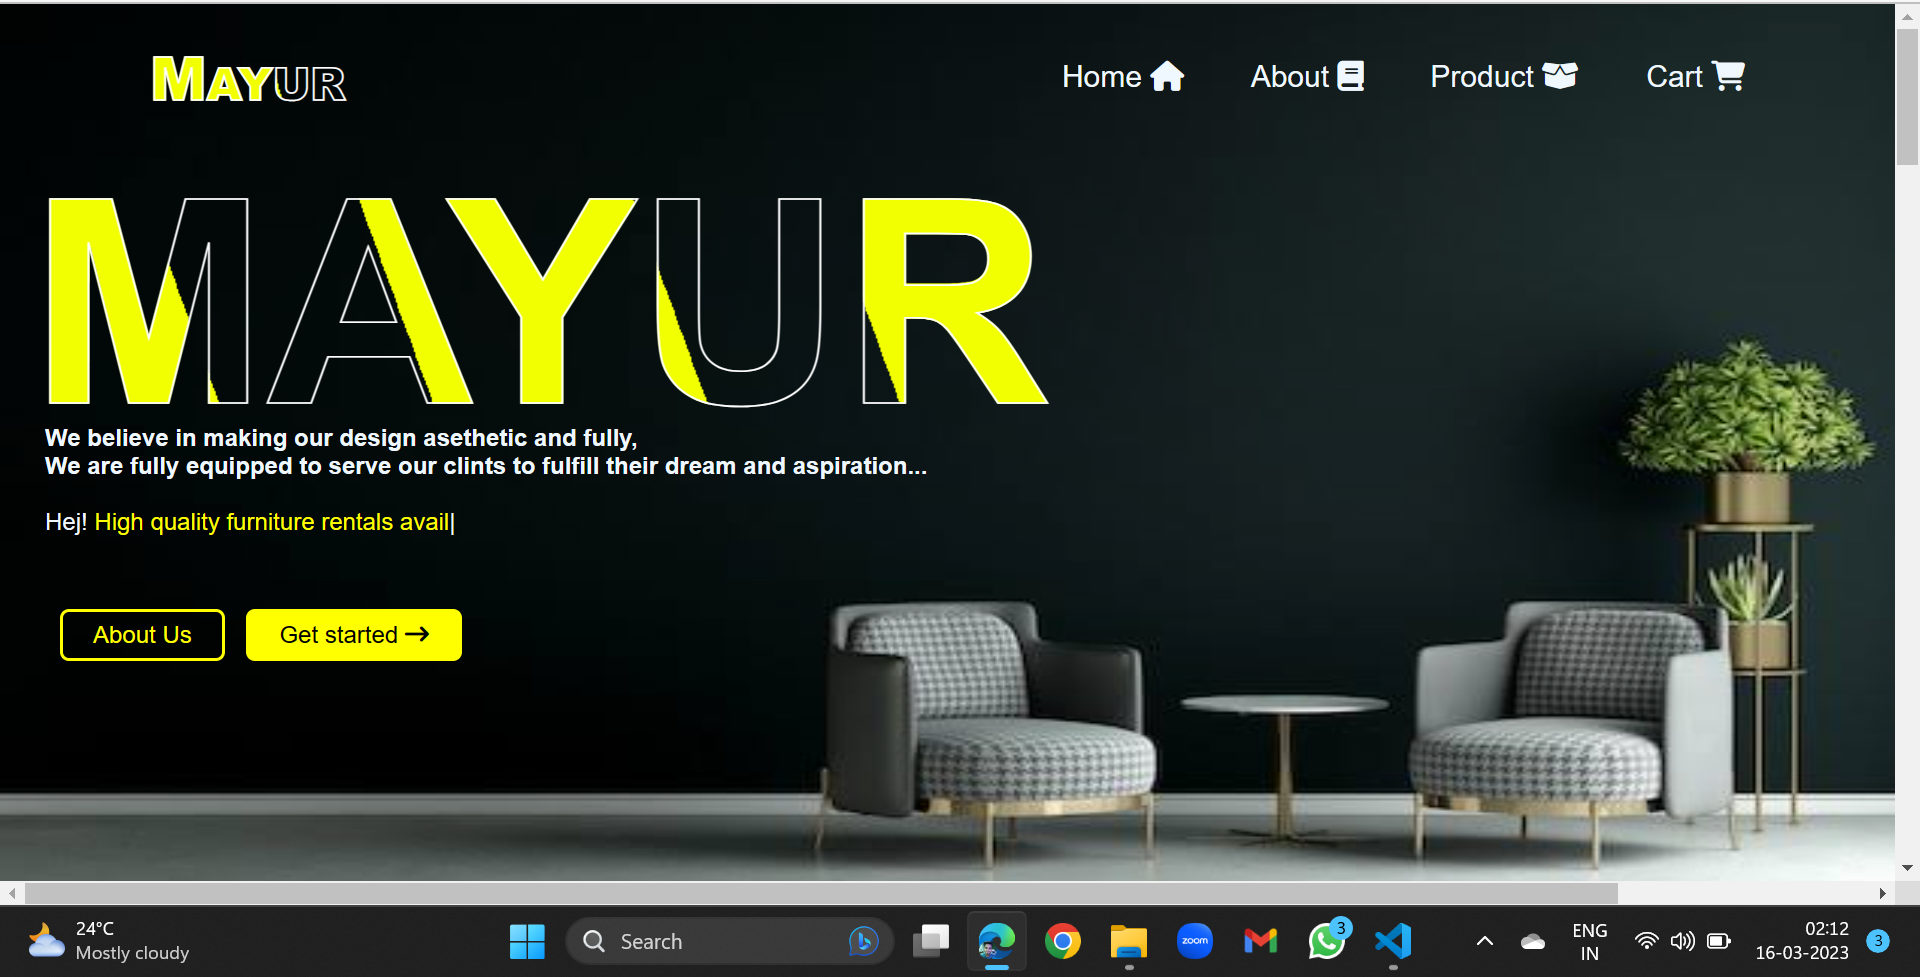 MAYUR
Home
About
Product
Cart
MAYUR
We believe in making our design asethetic and fully,
We are fully equipped to serve our clints to fulfill their dream and aspiration...
Hej! High quality furniture rentals avail|
About Us
Get started →
24°C
Mostly cloudy
Search
zoom
3
ENG
IN
02:12
16-03-2023
3